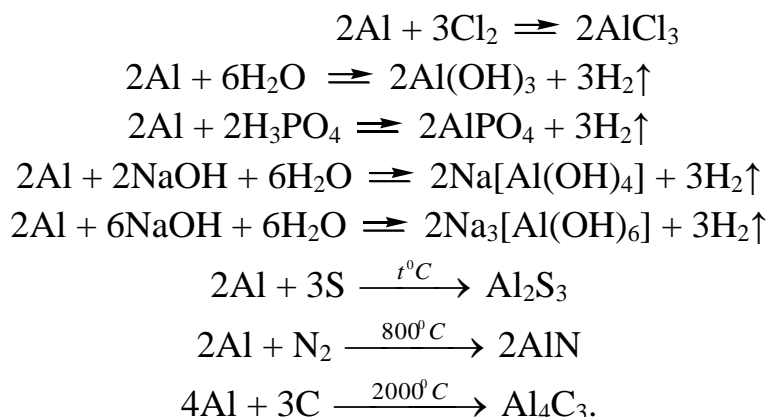 2Al + 3Cl₂ ⇌ 2AlCl₃
2Al + 6H₂O ⇌ 2Al(OH)₃ + 3H₂↑
2Al + 2H₃PO₄ ⇌ 2AlPO₄ + 3H₂↑
2Al + 2NaOH + 6H₂O ⇌ 2Na[Al(OH)₄] + 3H₂↑
2Al + 6NaOH + 6H₂O ⇌ 2Na₃[Al(OH)₆] + 3H₂↑
2Al + 3S —t⁰C→ Al₂S₃
2Al + N₂ —800⁰C→ 2AlN
4Al + 3C —2000⁰C→ Al₄C₃.